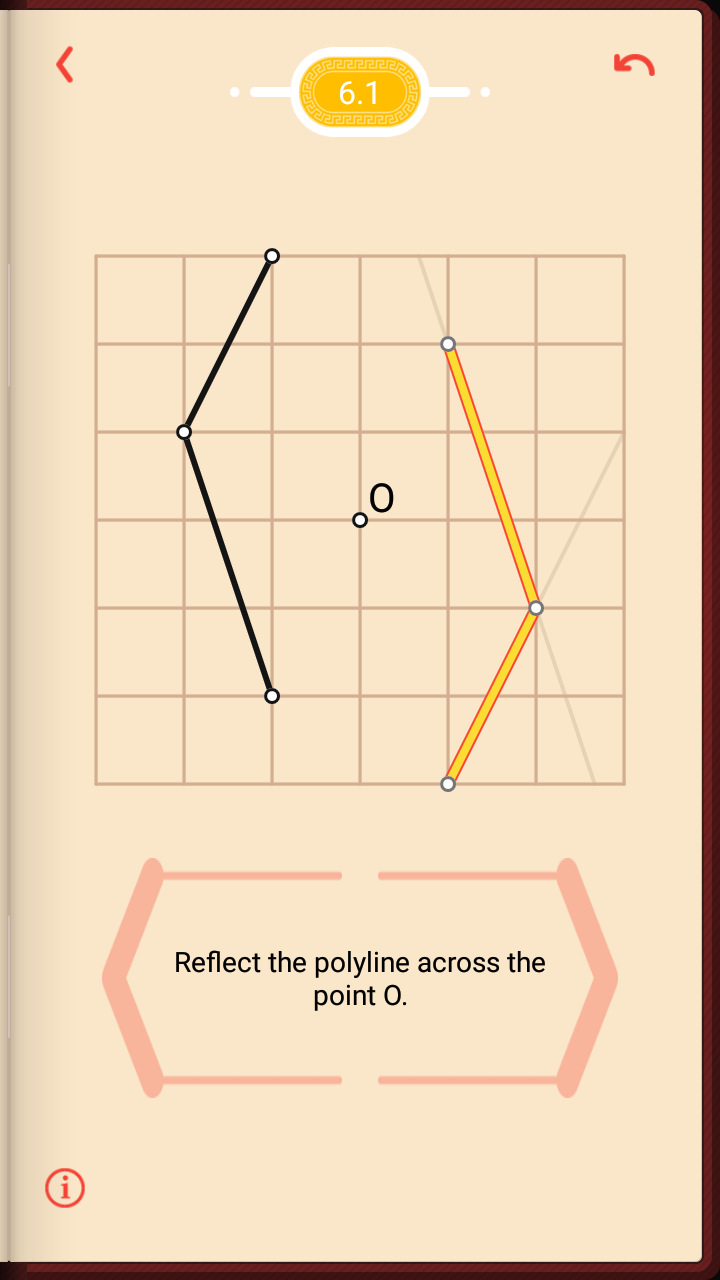 6.1
O
Reflect the polyline across the
point O.
i